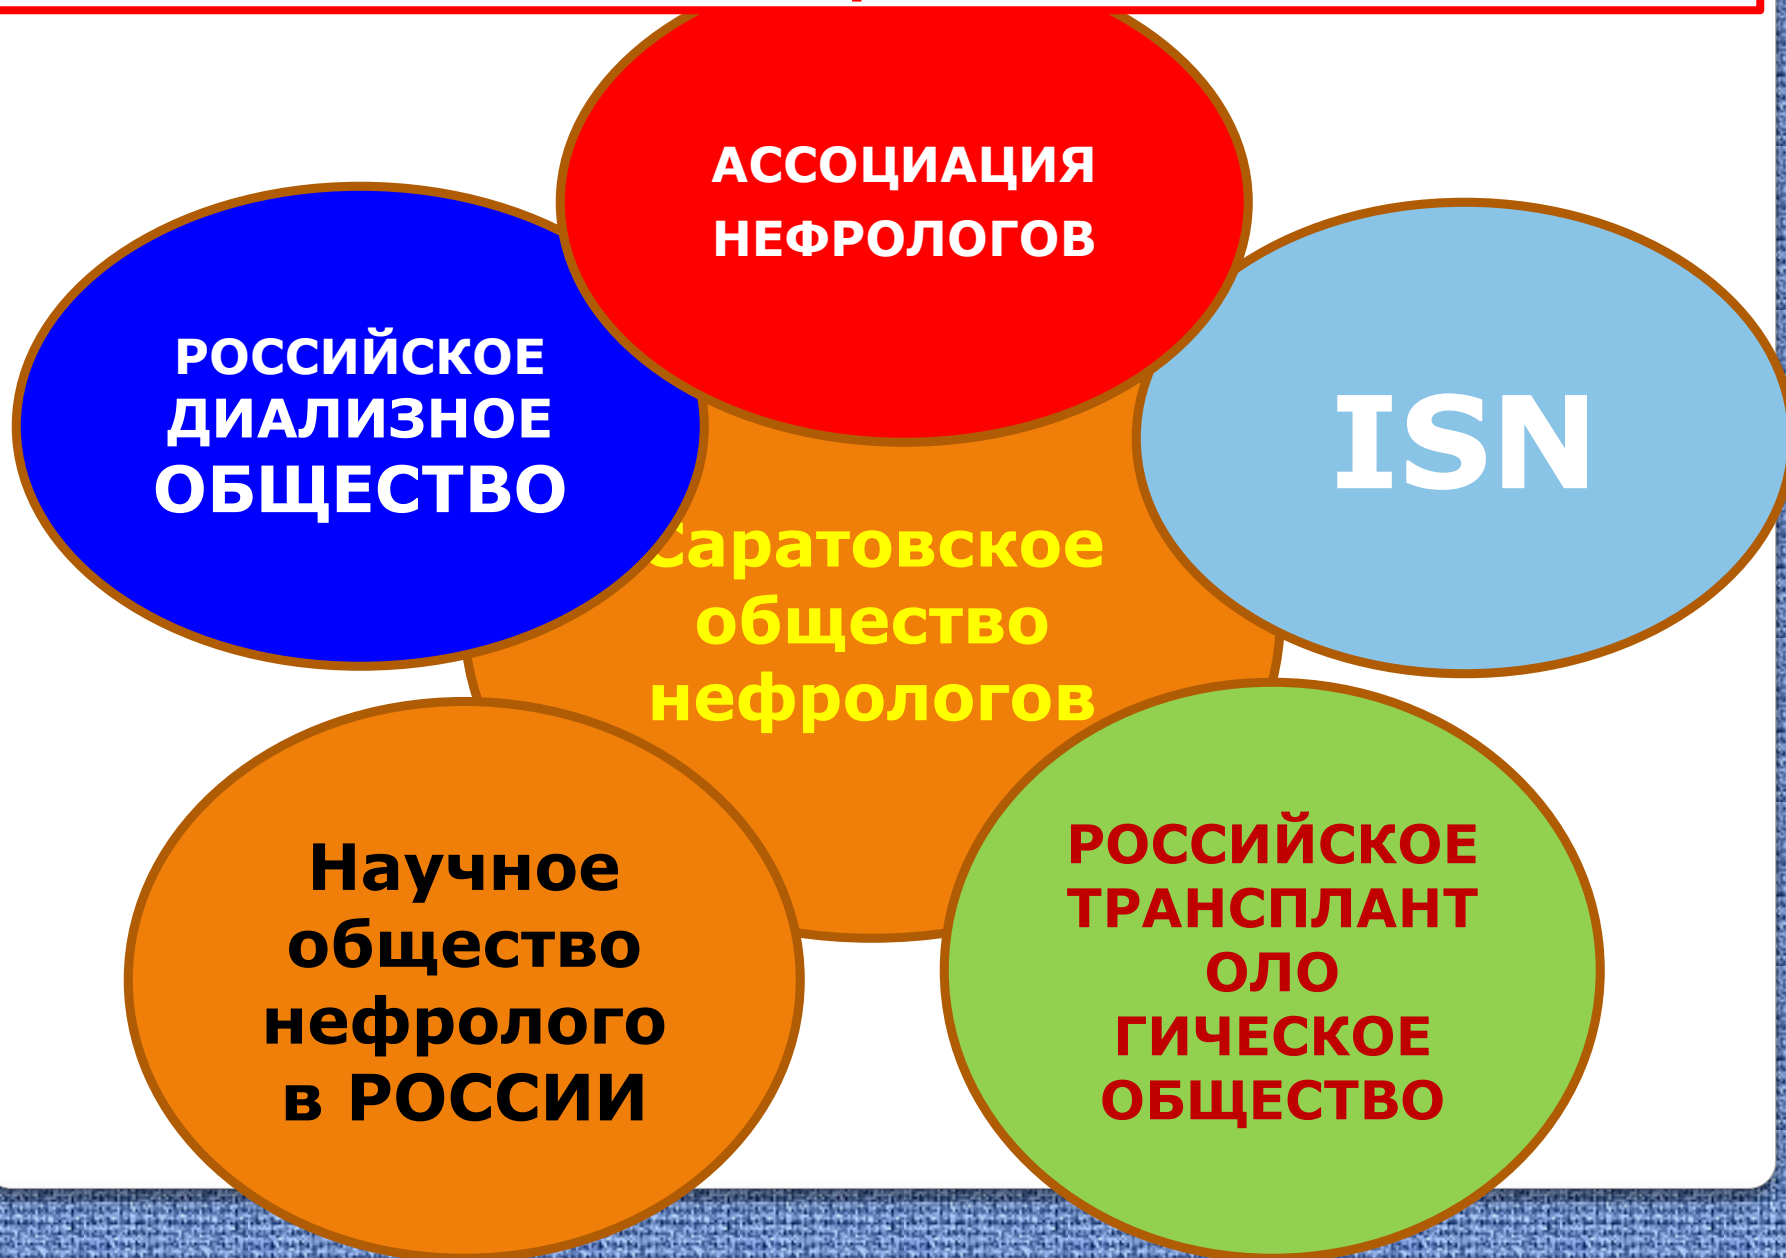 АССОЦИАЦИЯ
НЕФРОЛОГОВ
РОССИЙСКОЕ
ДИАЛИЗНОЕ
ОБЩЕСТВО
ISN
Саратовское
общество
нефрологов
Научное
общество
нефролого
в РОССИИ
РОССИЙСКОЕ
ТРАНСПЛАНТ
ОЛО
ГИЧЕСКОЕ
ОБЩЕСТВО